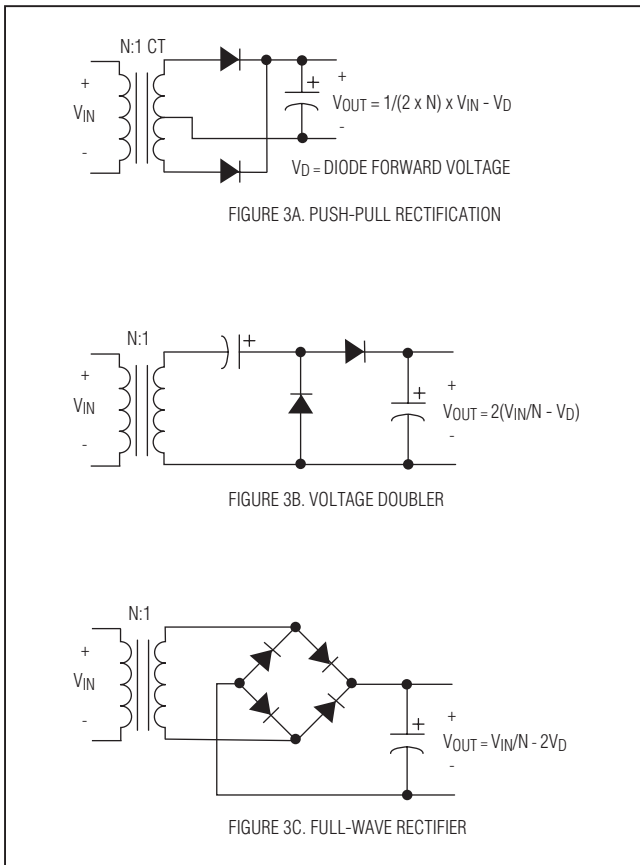 N:1 CT
+
VIN
-
+
+
VOUT = 1/(2 x N) x VIN - VD
-
VD = DIODE FORWARD VOLTAGE
FIGURE 3A. PUSH-PULL RECTIFICATION
N:1
+
VIN
-
+
+
+
VOUT = 2(VIN/N - VD)
-
FIGURE 3B. VOLTAGE DOUBLER
N:1
+
VIN
-
+
+
VOUT = VIN/N - 2VD
-
FIGURE 3C. FULL-WAVE RECTIFIER